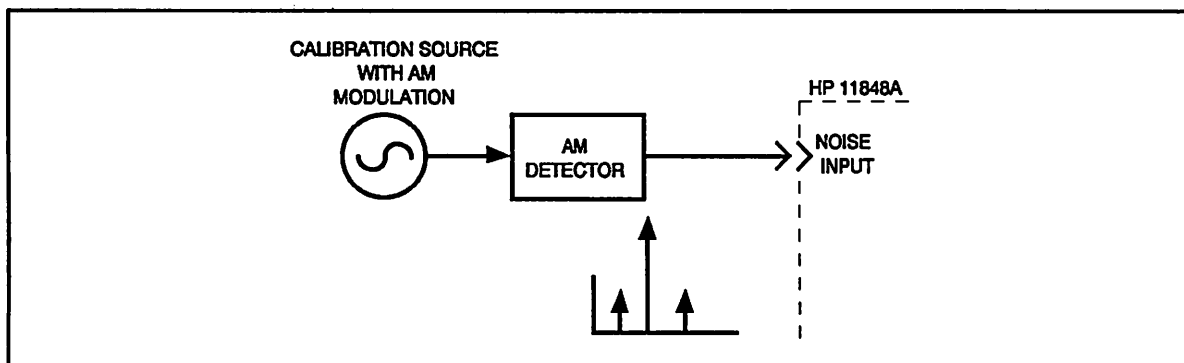 CALIBRATION SOURCE
WITH AM
MODULATION
AM
DETECTOR
HP 11848A
NOISE
INPUT